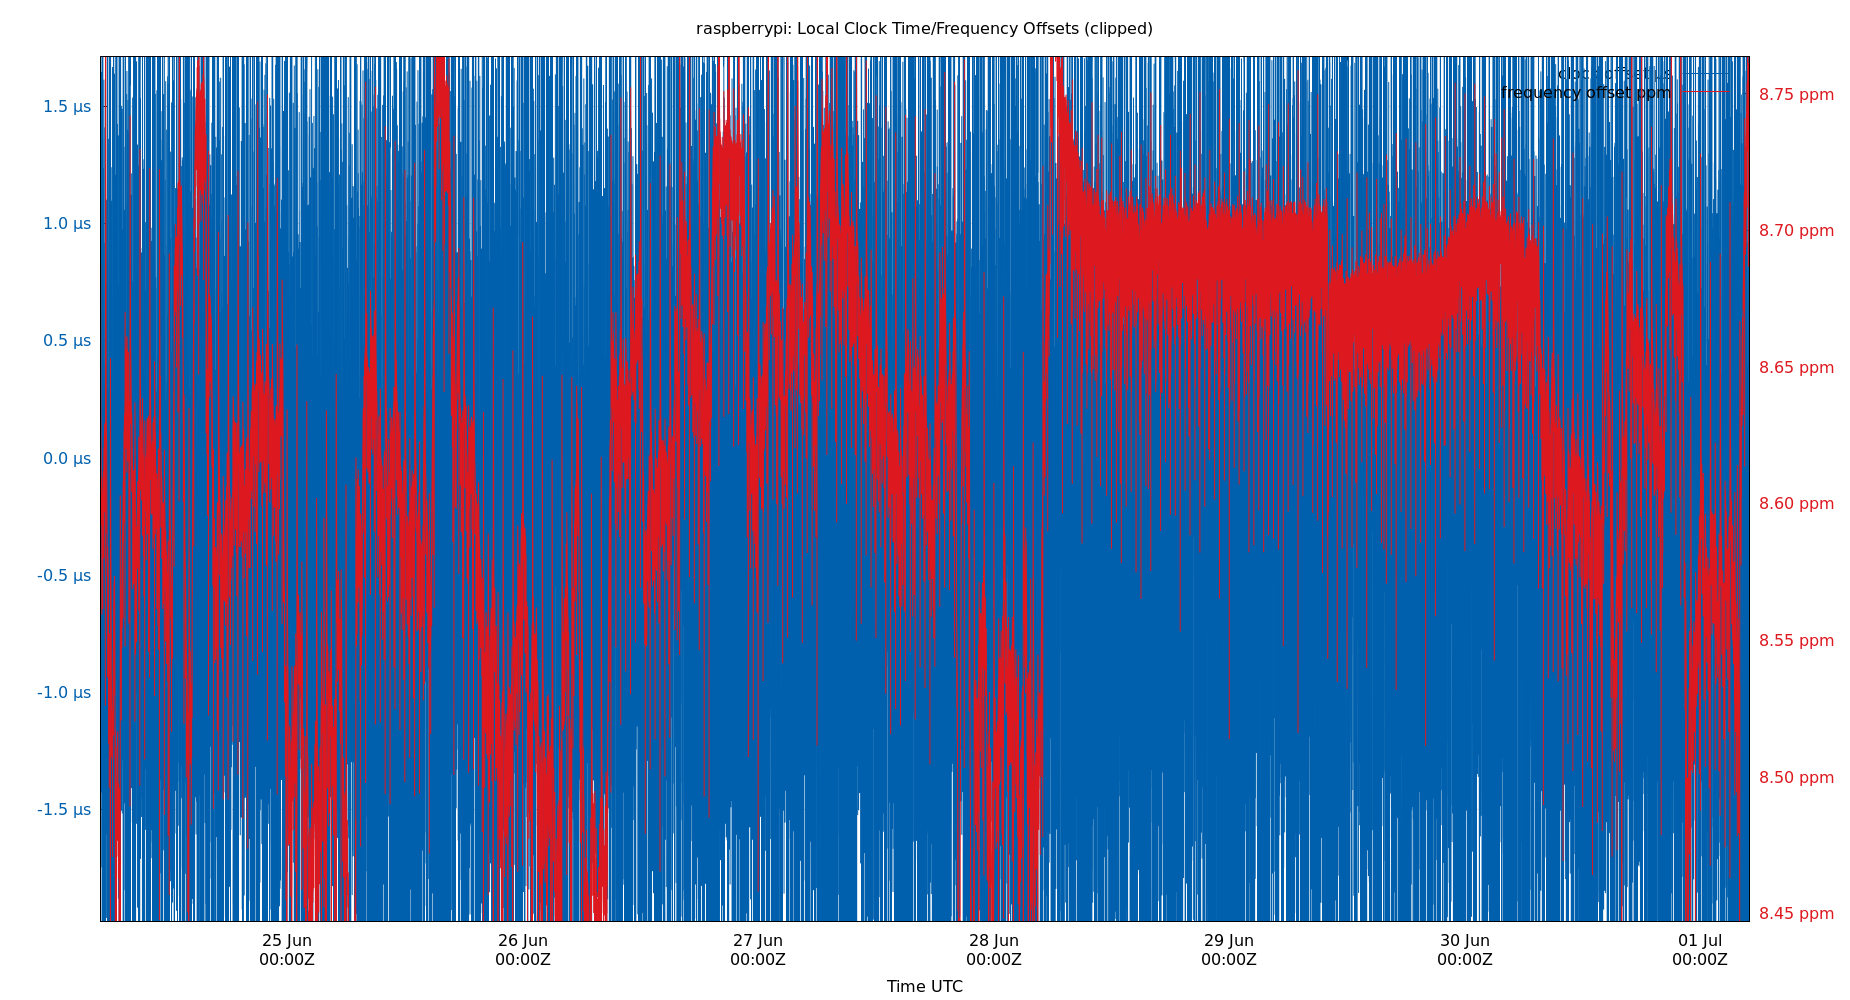 raspberrypi: Local Clock Time/Frequency Offsets (clipped)
clock offset µs
frequency offset ppm
1.5 µs
1.0 µs
0.5 µs
0.0 µs
-0.5 µs
-1.0 µs
-1.5 µs
8.75 ppm
8.70 ppm
8.65 ppm
8.60 ppm
8.55 ppm
8.50 ppm
8.45 ppm
25 Jun 26 Jun 27 Jun 28 Jun 29 Jun 30 Jun 01 Jul
00:00Z 00:00Z 00:00Z 00:00Z 00:00Z 00:00Z 00:00Z
Time UTC